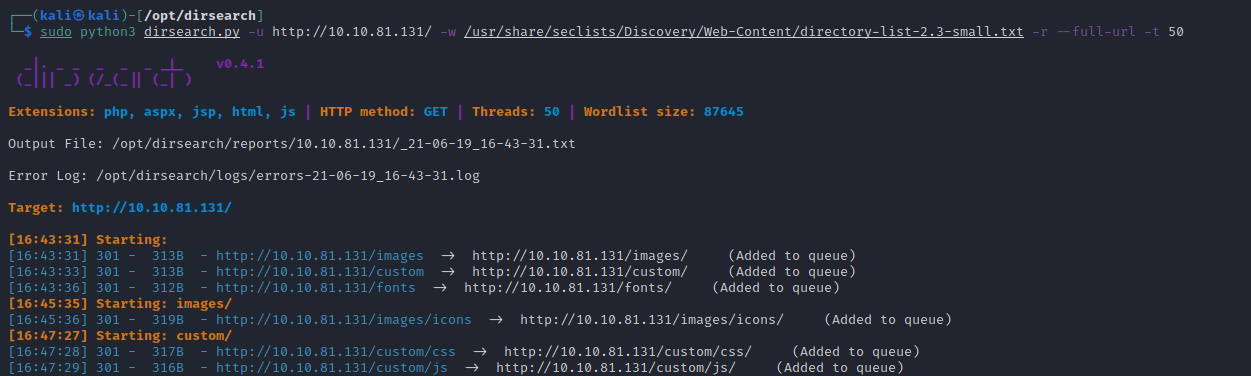 ┌──(kali㉿kali)-[/opt/dirsearch]
└─$ sudo python3 dirsearch.py -u http://10.10.81.131/ -w /usr/share/seclists/Discovery/Web-Content/directory-list-2.3-small.txt -r --full-url -t 50
  _|. _ _  _  _  _ _|_    v0.4.1
 (_||| _) (/_(_|| (_| )
Extensions: php, aspx, jsp, html, js | HTTP method: GET | Threads: 50 | Wordlist size: 87645
Output File: /opt/dirsearch/reports/10.10.81.131/_21-06-19_16-43-31.txt
Error Log: /opt/dirsearch/logs/errors-21-06-19_16-43-31.log
Target: http://10.10.81.131/
[16:43:31] Starting:
[16:43:31] 301 -  313B  - http://10.10.81.131/images  ->  http://10.10.81.131/images/     (Added to queue)
[16:43:33] 301 -  313B  - http://10.10.81.131/custom  ->  http://10.10.81.131/custom/     (Added to queue)
[16:43:36] 301 -  312B  - http://10.10.81.131/fonts  ->  http://10.10.81.131/fonts/     (Added to queue)
[16:45:35] Starting: images/
[16:45:36] 301 -  319B  - http://10.10.81.131/images/icons  ->  http://10.10.81.131/images/icons/     (Added to queue)
[16:47:27] Starting: custom/
[16:47:28] 301 -  317B  - http://10.10.81.131/custom/css  ->  http://10.10.81.131/custom/css/     (Added to queue)
[16:47:29] 301 -  316B  - http://10.10.81.131/custom/js  ->  http://10.10.81.131/custom/js/     (Added to queue)